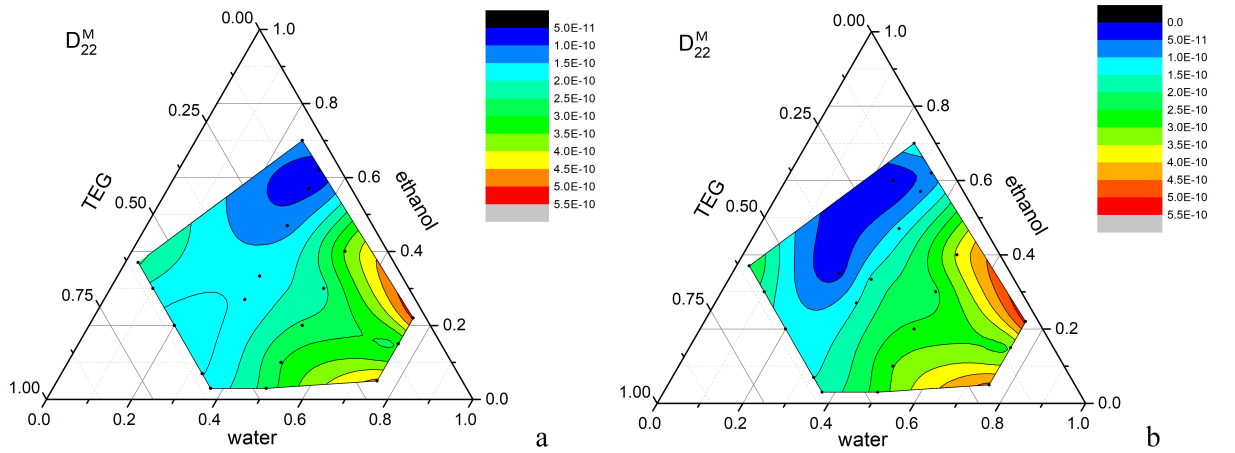 D₂₂ᴹ
0.00
1.0
0.25
0.8
TEG
0.50
0.6
ethanol
0.4
0.75
0.2
1.00
0.0
0.0
0.2
0.4
0.6
0.8
1.0
water
a
5.0E-11
1.0E-10
1.5E-10
2.0E-10
2.5E-10
3.0E-10
3.5E-10
4.0E-10
4.5E-10
5.0E-10
5.5E-10
D₂₂ᴹ
0.00
1.0
0.25
0.8
TEG
0.50
0.6
ethanol
0.4
0.75
0.2
1.00
0.0
0.0
0.2
0.4
0.6
0.8
1.0
water
b
0.0
5.0E-11
1.0E-10
1.5E-10
2.0E-10
2.5E-10
3.0E-10
3.5E-10
4.0E-10
4.5E-10
5.0E-10
5.5E-10